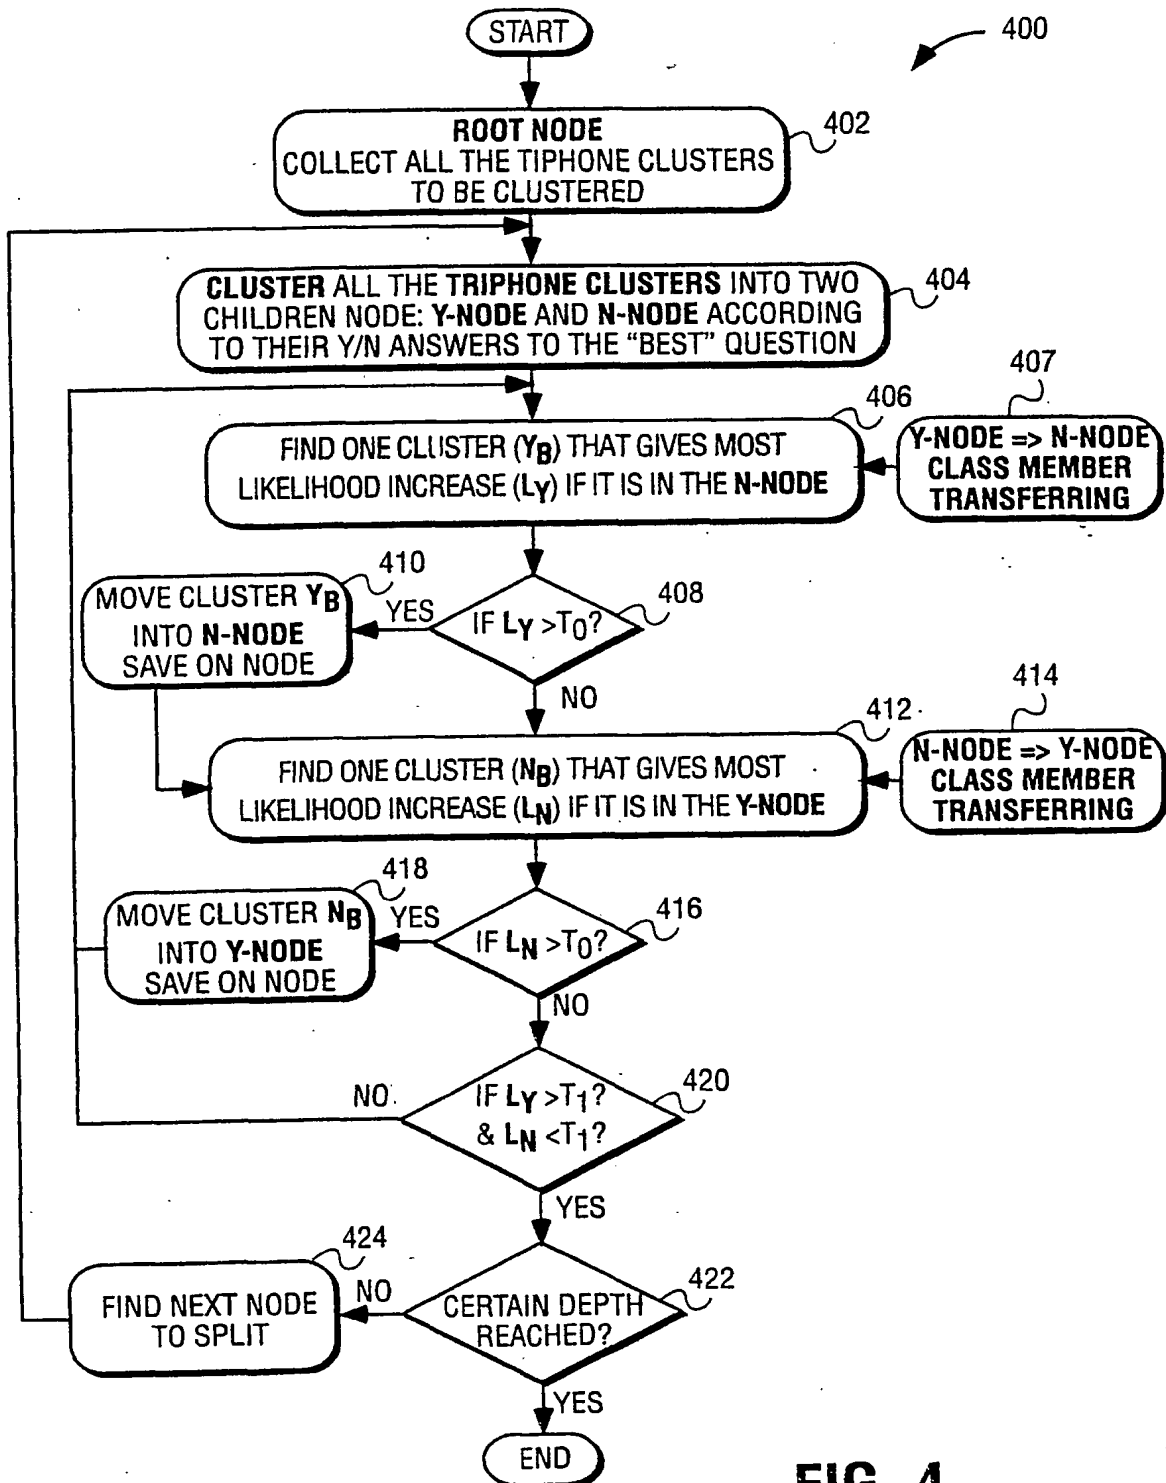 START
400
ROOT NODE
COLLECT ALL THE TIPHONE CLUSTERS
TO BE CLUSTERED
402
CLUSTER ALL THE TRIPHONE CLUSTERS INTO TWO
CHILDREN NODE: Y-NODE AND N-NODE ACCORDING
TO THEIR Y/N ANSWERS TO THE "BEST" QUESTION
404
FIND ONE CLUSTER (YB) THAT GIVES MOST
LIKELIHOOD INCREASE (LY) IF IT IS IN THE N-NODE
406
407
Y-NODE => N-NODE
CLASS MEMBER
TRANSFERRING
IF LY >T0?
408
YES
NO
410
MOVE CLUSTER YB
INTO N-NODE
SAVE ON NODE
FIND ONE CLUSTER (NB) THAT GIVES MOST
LIKELIHOOD INCREASE (LN) IF IT IS IN THE Y-NODE
412
414
N-NODE => Y-NODE
CLASS MEMBER
TRANSFERRING
IF LN >T0?
416
YES
NO
418
MOVE CLUSTER NB
INTO Y-NODE
SAVE ON NODE
IF LY >T1?
& LN <T1?
420
NO
YES
CERTAIN DEPTH
REACHED?
422
NO
YES
424
FIND NEXT NODE
TO SPLIT
END
FIG. 4